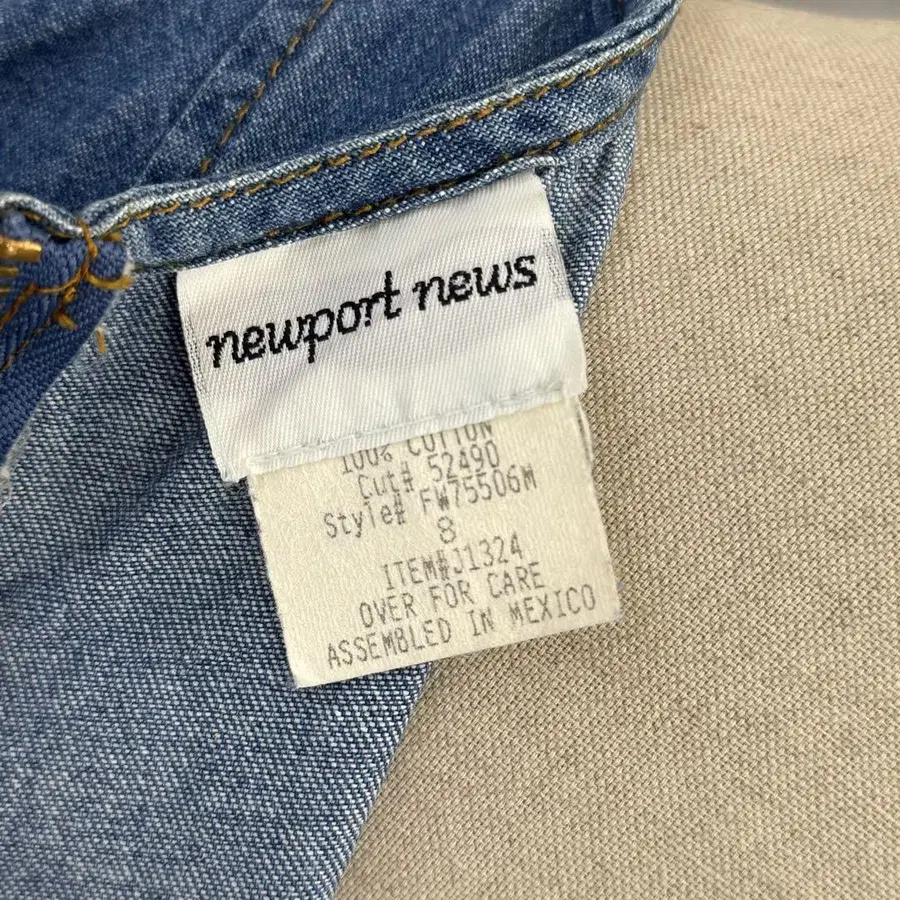 newport news
100% COTTON
Cut# 52490
Style# FW75506M
8
ITEM#J1324
OVER FOR CARE
ASSEMBLED IN MEXICO